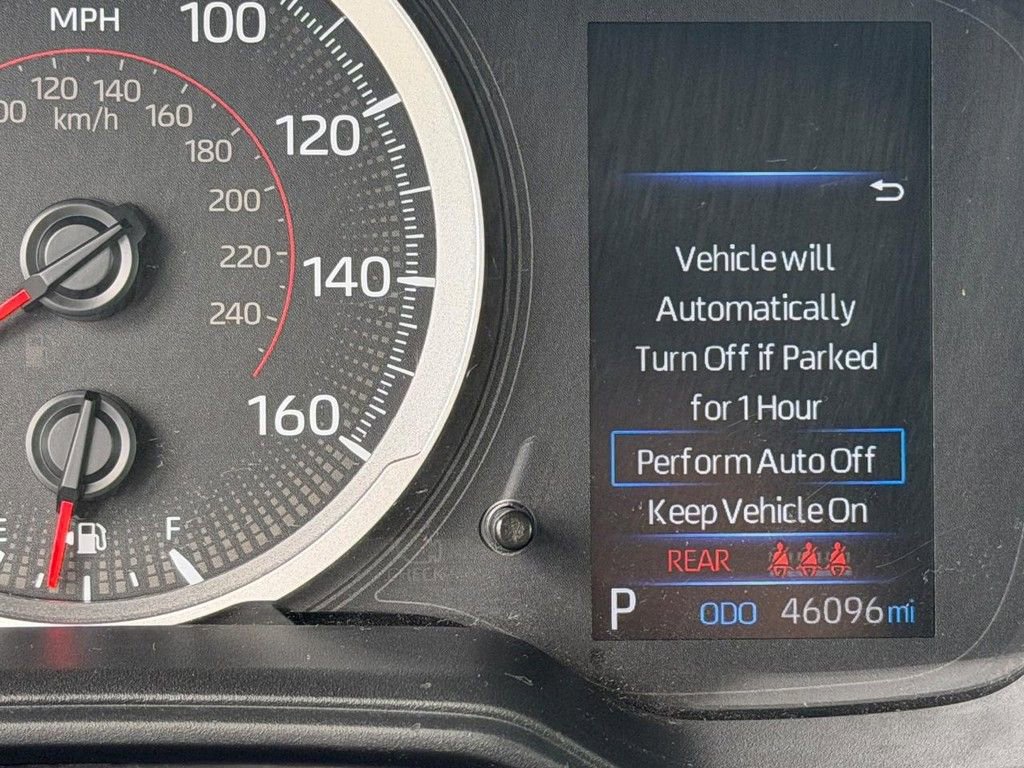 MPH
100
120
140
160
120 140
km/h
160
180
200
220
240
E
F
Vehicle will
Automatically
Turn Off if Parked
for 1 Hour
Perform Auto Off
Keep Vehicle On
REAR
P ODO 46096 mi